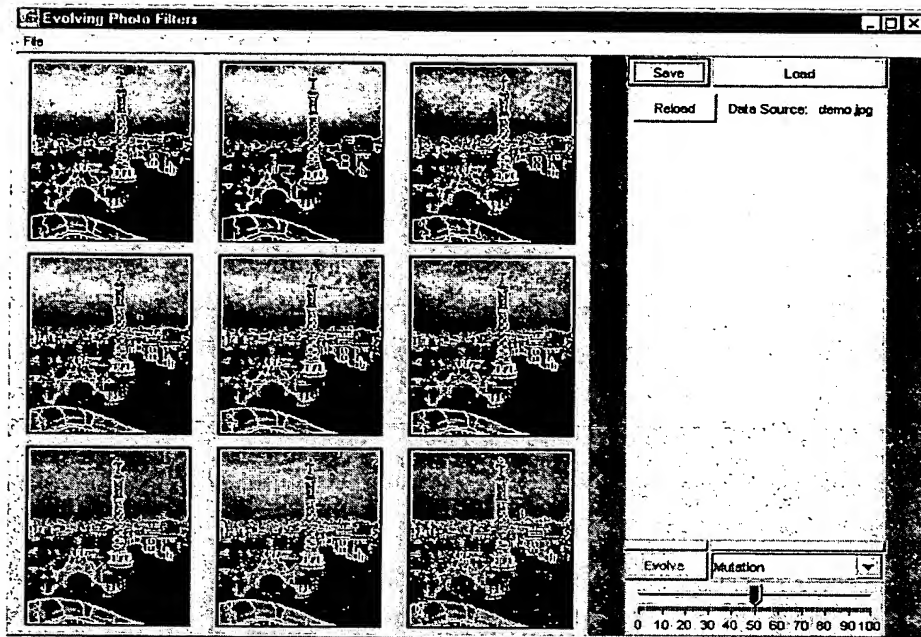 Evolving Photo Filters
File
Save Load
Reload Data Source: demo.jpg
Evolve Mutation
0 10 20 30 40 50 60 70 80 90 100